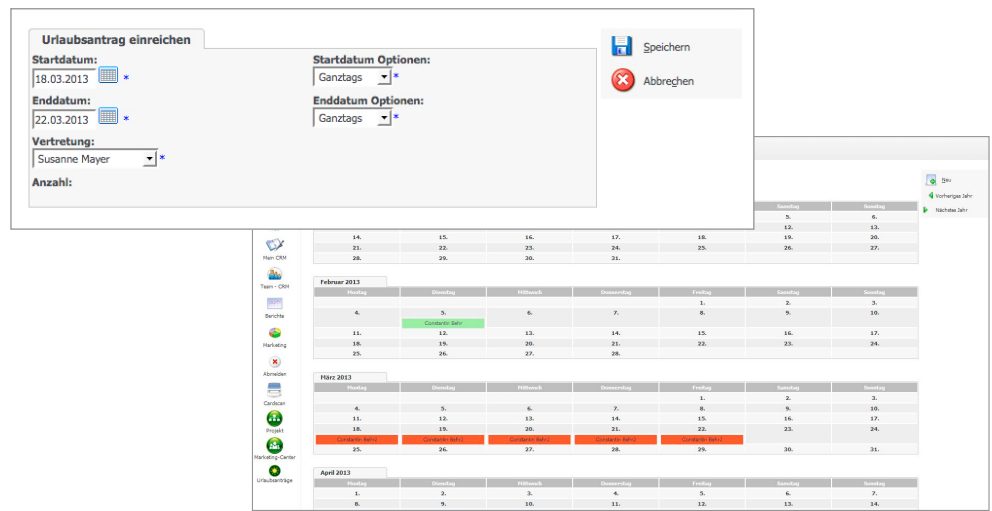 Urlaubsantrag einreichen
Startdatum:
Startdatum Optionen:
18.03.2013 *
Ganztags *
Enddatum:
Enddatum Optionen:
22.03.2013 *
Ganztags *
Vertretung:
Susanne Mayer *
Anzahl:
Speichern
Abbrechen
Neu
Vorheriges Jahr
Nächstes Jahr
Mein CRM
Team - CRM
Berichte
Marketing
Abmelden
Cardscan
Projekt
Marketing-Center
Urlaubsanträge
Samstag Sonntag
5. 6.
12. 13.
14. 15. 16. 17. 18. 19. 20.
21. 22. 23. 24. 25. 26. 27.
28. 29. 30. 31.
Februar 2013
Montag Dienstag Mittwoch Donnerstag Freitag Samstag Sonntag
1. 2. 3.
4. 5. 6. 7. 8. 9. 10.
Constantin Behr
11. 12. 13. 14. 15. 16. 17.
18. 19. 20. 21. 22. 23. 24.
25. 26. 27. 28.
März 2013
Montag Dienstag Mittwoch Donnerstag Freitag Samstag Sonntag
1. 2. 3.
4. 5. 6. 7. 8. 9. 10.
11. 12. 13. 14. 15. 16. 17.
18. 19. 20. 21. 22. 23. 24.
Constantin Constantin Constantin Constantin Constantin
25. 26. 27. 28. 29. 30. 31.
April 2013
Montag Dienstag Mittwoch Donnerstag Freitag Samstag Sonntag
1. 2. 3. 4. 5. 6. 7.
8. 9. 10. 11. 12. 13. 14.